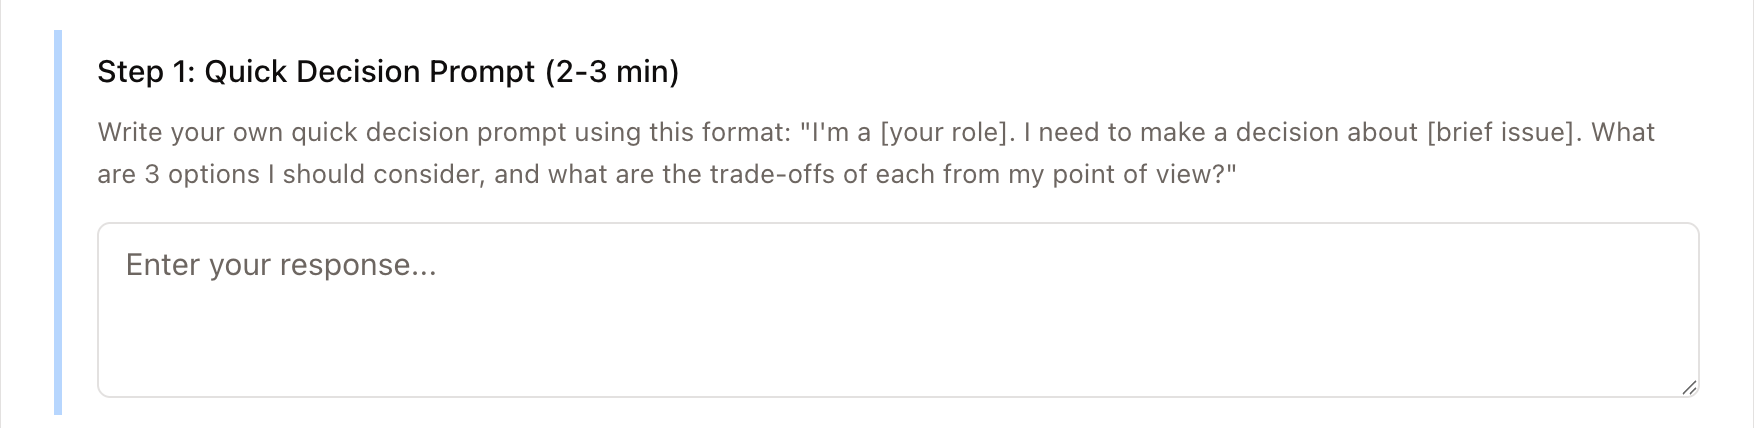 Step 1: Quick Decision Prompt (2-3 min)
Write your own quick decision prompt using this format: "I'm a [your role]. I need to make a decision about [brief issue]. What
are 3 options I should consider, and what are the trade-offs of each from my point of view?"
Enter your response...